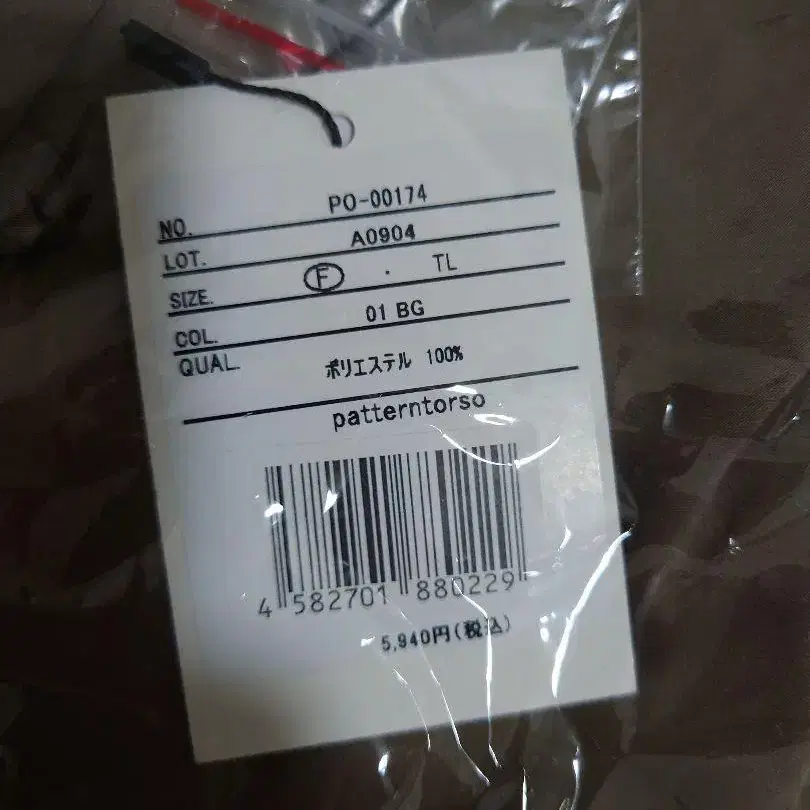 NO. PO-00174
LOT. A0904
SIZE. F . TL
COL. 01 BG
QUAL. ポリエステル 100%
patterntorso
4 582701 880229
5,940円(税込)